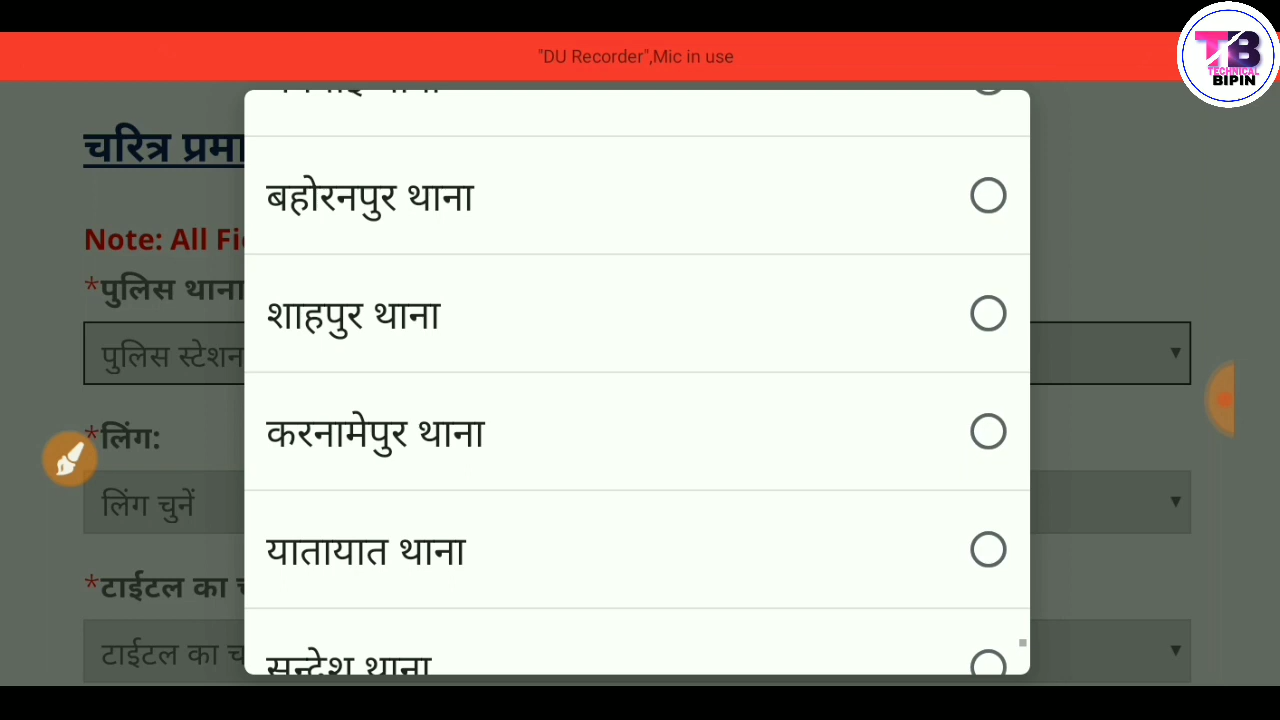 "DU Recorder",Mic in use
TB
TECHNICAL
BIPIN
चरित्र प्रमा
Note: All Fi
*पुलिस थाना
पुलिस स्टेशन
*लिंग:
लिंग चुनें
*टाईटल का
टाईटल का च
बहोरनपुर थाना
शाहपुर थाना
करनामेपुर थाना
यातायात थाना
सन्देश थाना